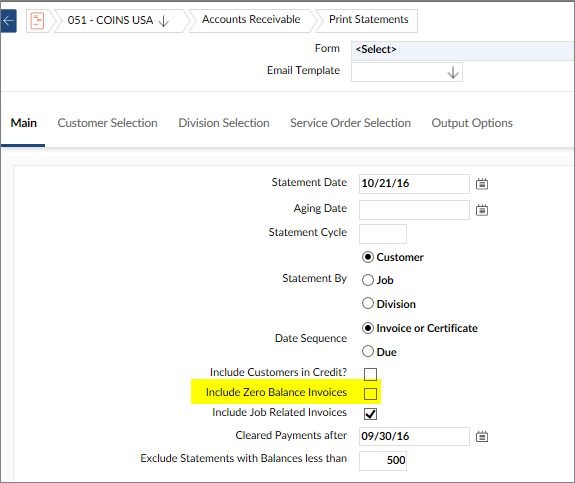 051 - COINS USA Accounts Receivable Print Statements
Form <Select>
Email Template
Main Customer Selection Division Selection Service Order Selection Output Options
Statement Date 10/21/16
Aging Date
Statement Cycle
Customer
Statement By Job
Division
Invoice or Certificate
Date Sequence
Due
Include Customers in Credit?
Include Zero Balance Invoices
Include Job Related Invoices
Cleared Payments after 09/30/16
Exclude Statements with Balances less than 500